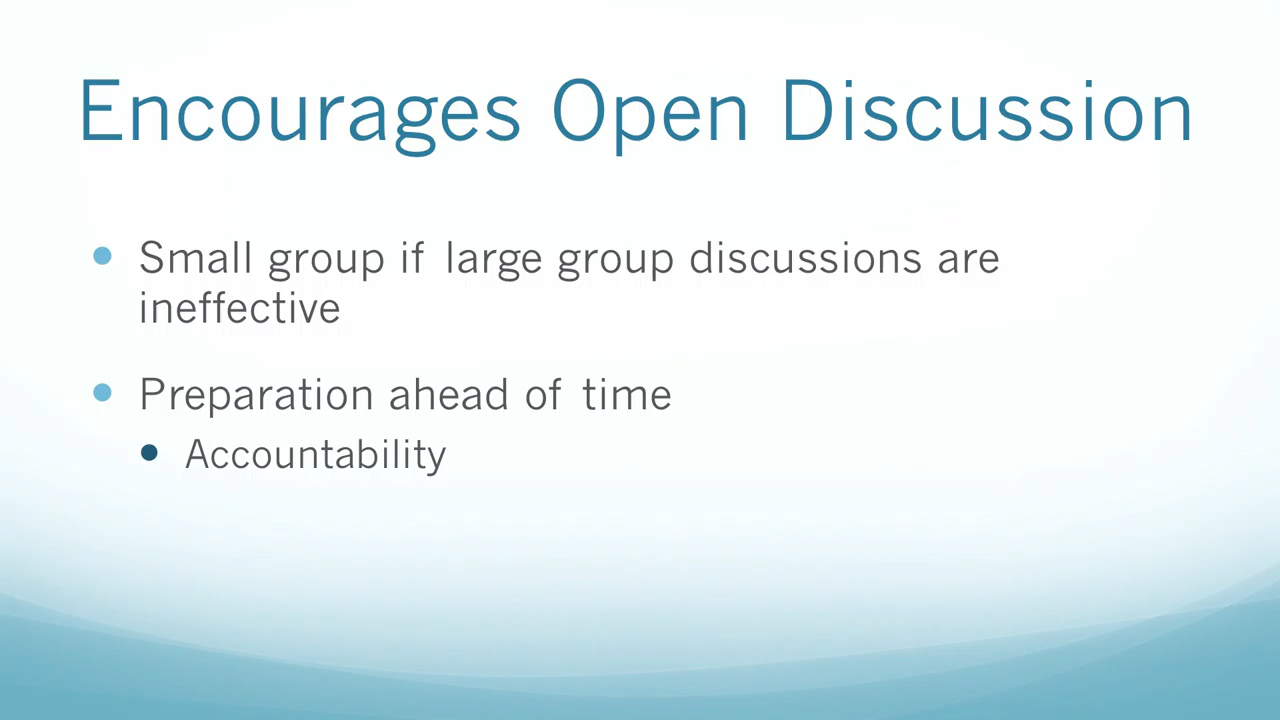 Encourages Open Discussion
Small group if large group discussions are
ineffective
Preparation ahead of time
Accountability